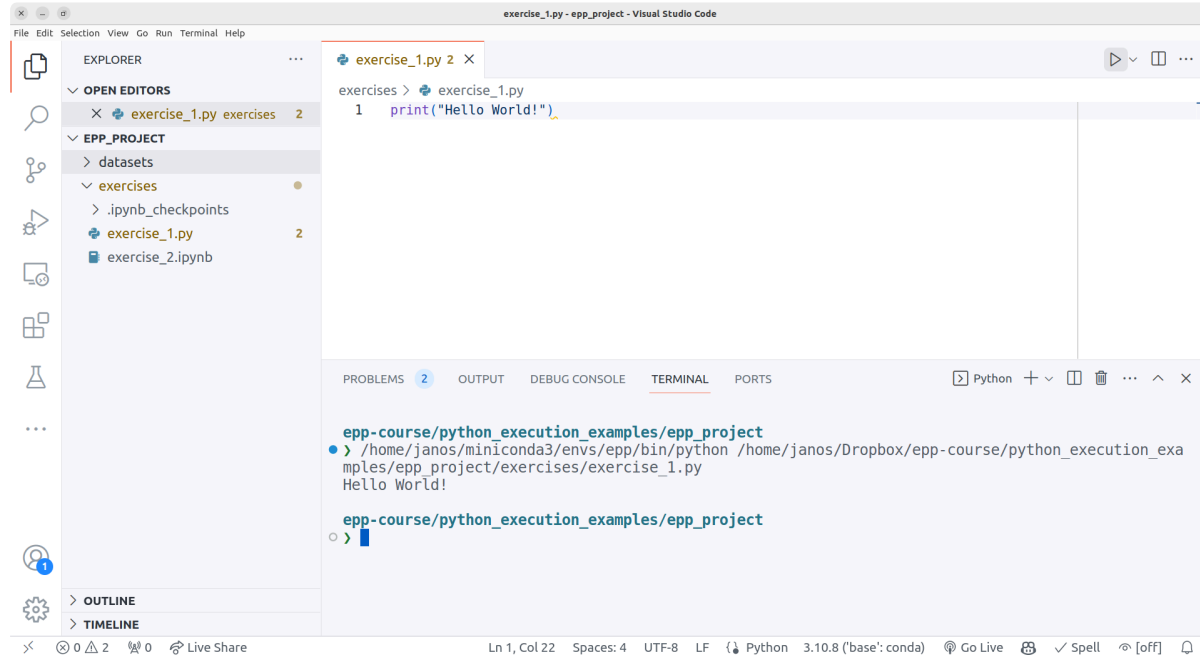 exercise_1.py - epp_project - Visual Studio Code
File Edit Selection View Go Run Terminal Help
EXPLORER
OPEN EDITORS
exercise_1.py exercises 2
EPP_PROJECT
datasets
exercises
.ipynb_checkpoints
exercise_1.py 2
exercise_2.ipynb
OUTLINE
TIMELINE
exercise_1.py 2
exercises > exercise_1.py
1 print("Hello World!")
PROBLEMS 2 OUTPUT DEBUG CONSOLE TERMINAL PORTS
Python
epp-course/python_execution_examples/epp_project
❯ /home/janos/miniconda3/envs/epp/bin/python /home/janos/Dropbox/epp-course/python_execution_exa
mples/epp_project/exercises/exercise_1.py
Hello World!
epp-course/python_execution_examples/epp_project
❯
1
0 2 0 Live Share Ln 1, Col 22 Spaces: 4 UTF-8 LF Python 3.10.8 ('base': conda) Go Live Spell [off]